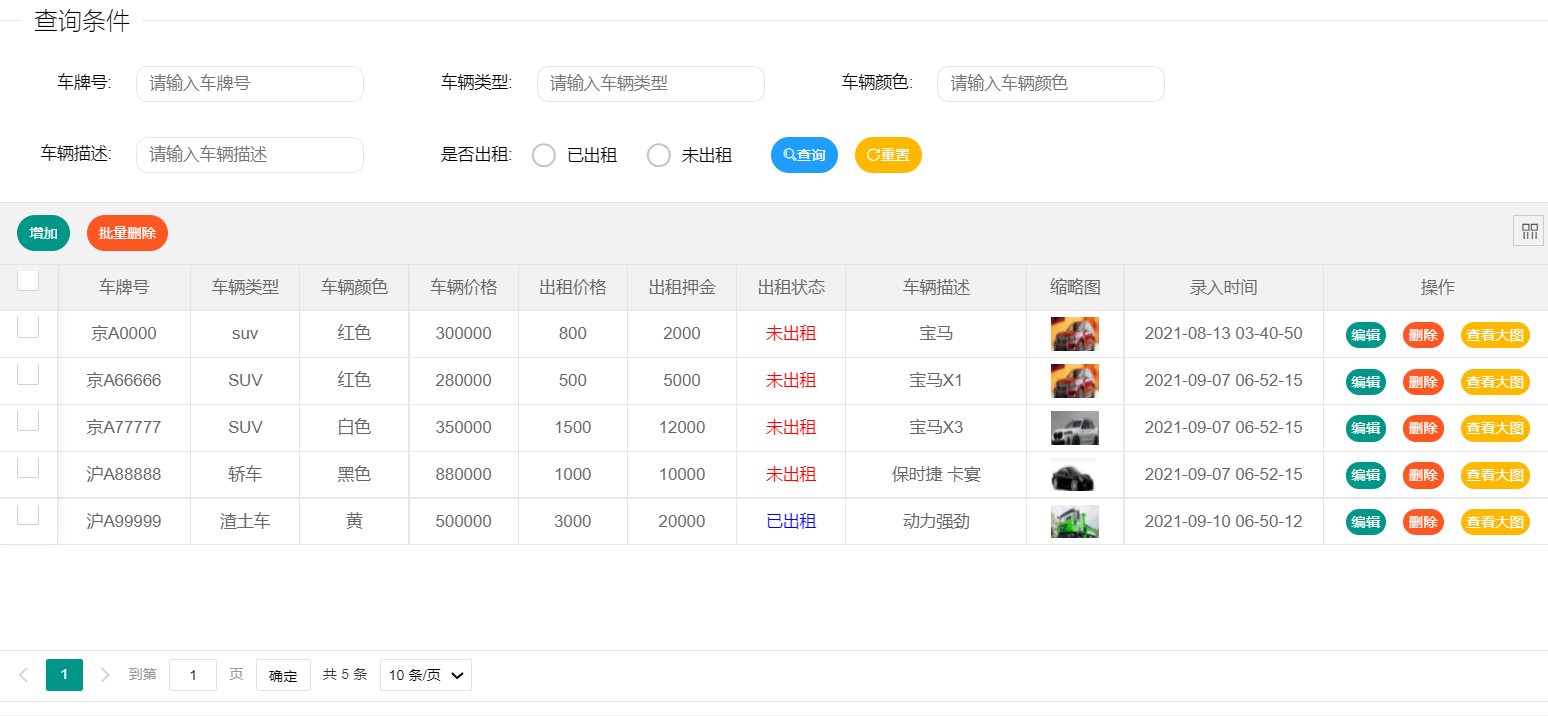 查询条件
车牌号: 请输入车牌号 车辆类型: 请输入车辆类型 车辆颜色: 请输入车辆颜色
车辆描述: 请输入车辆描述 是否出租: 已出租 未出租 查询 重置
增加 批量删除
车牌号 车辆类型 车辆颜色 车辆价格 出租价格 出租押金 出租状态 车辆描述 缩略图 录入时间 操作
京A0000 suv 红色 300000 800 2000 未出租 宝马 2021-08-13 03-40-50 编辑 删除 查看大图
京A66666 SUV 红色 280000 500 5000 未出租 宝马X1 2021-09-07 06-52-15 编辑 删除 查看大图
京A77777 SUV 白色 350000 1500 12000 未出租 宝马X3 2021-09-07 06-52-15 编辑 删除 查看大图
沪A88888 轿车 黑色 880000 1000 10000 未出租 保时捷 卡宴 2021-09-07 06-52-15 编辑 删除 查看大图
沪A99999 渣土车 黄 500000 3000 20000 已出租 动力强劲 2021-09-10 06-50-12 编辑 删除 查看大图
1 到第 1 页 确定 共 5 条 10 条/页